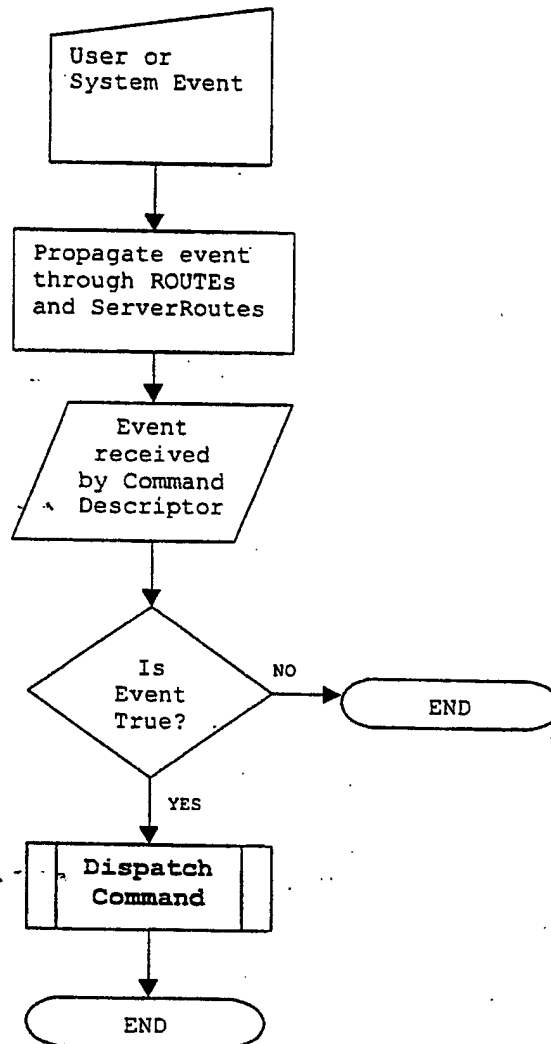 User or
System Event
Propagate event
through ROUTEs
and ServerRoutes
Event
received
by Command
Descriptor
Is
Event
True?
NO
END
YES
Dispatch
Command
END